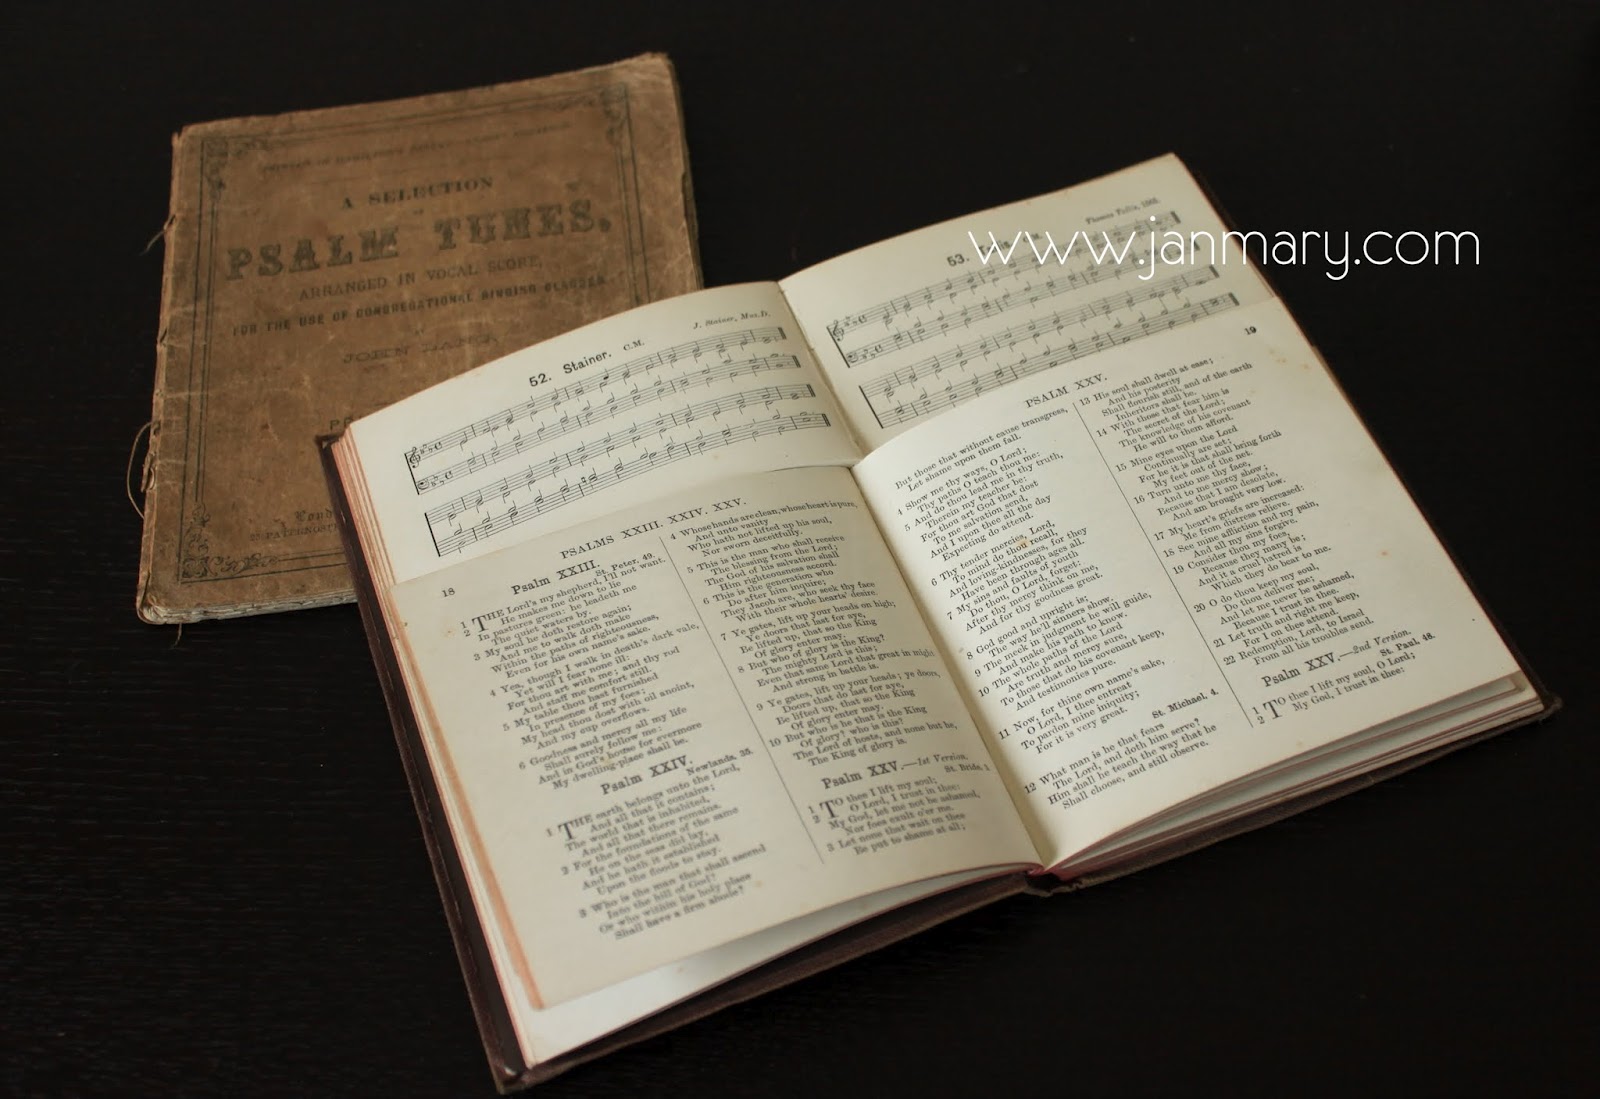 A SELECTION
OF
PSALM TUNES,
ARRANGED IN VOCAL SCORE,
FOR THE USE OF CONGREGATIONAL SINGING CLASSES.
BY
JOHN
www.janmary.com
52. Stainer. C.M.
J. Stainer, Mus.D.
53.
Thomas Tallis, 1565.
18
PSALMS XXIII. XXIV. XXV.
Psalm XXIII.
St. Peter. 49.
1 THE Lord's my shepherd, I'll not want.
2 He makes me down to lie
In pastures green: he leadeth me
The quiet waters by.
3 My soul he doth restore again;
And me to walk doth make
Within the paths of righteousness,
Even for his own name's sake.
4 Yea, though I walk in death's dark vale,
Yet will I fear none ill:
For thou art with me; and thy rod
And staff me comfort still.
5 My table thou hast furnished
In presence of my foes;
My head thou dost with oil anoint,
And my cup overflows.
6 Goodness and mercy all my life
Shall surely follow me:
And in God's house for evermore
My dwelling-place shall be.
Psalm XXIV.
Newlands. 35.
1 THE earth belongs unto the Lord,
And all that it contains;
The world that is inhabited,
And all that there remains.
2 For the foundations of the same
He on the seas did lay,
And he hath it established
Upon the floods to stay.
3 Who is the man that shall ascend
Into the hill of God?
Or who within his holy place
Shall have a firm abode?
4 Whose hands are clean, whose heart is pure,
And unto vanity
Who hath not lifted up his soul,
Nor sworn deceitfully.
5 This is the man who shall receive
The blessing from the Lord;
The God of his salvation shall
Him righteousness accord.
6 This is the generation who
Do after him inquire;
They Jacob are, who seek thy face
With their whole hearts' desire.
7 Ye gates, lift up your heads on high;
Ye doors that last for aye,
Be lifted up, that so the King
Of glory enter may.
8 But who of glory is the King?
The mighty Lord is this;
Even that same Lord that great in might
And strong in battle is.
9 Ye gates, lift up your heads; ye doors,
Doors that do last for aye,
Be lifted up, that so the King
Of glory enter may.
10 But who is he that is the King
Of glory? who is this?
The Lord of hosts, and none but he,
The King of glory is.
Psalm XXV.—1st Version.
St. Bride. 1.
1 TO thee I lift my soul;
2 O Lord, I trust in thee:
My God, let me not be ashamed,
Nor foes exult o'er me.
3 Let none that wait on thee
Be put to shame at all;
PSALM XXV.
19
But those that without cause transgress,
Let shame upon them fall.
4 Show me thy ways, O Lord;
Thy paths O teach thou me:
5 And do thou lead me in thy truth,
Therein my teacher be:
For thou art God that dost
To me salvation send,
And I upon thee all the day
Expecting do attend.
6 Thy tender mercies, Lord,
To mind do thou recall,
And loving-kindnesses, for they
Have been through ages all.
7 My sins and faults of youth
Do thou, O Lord, forget:
After thy mercy think on me,
And for thy goodness great.
8 God good and upright is;
The way he'll sinners show.
9 The meek in judgment he will guide,
And make his path to know.
10 The whole paths of the Lord
Are truth and mercy sure,
To those that do his covenant keep,
And testimonies pure.
11 Now, for thine own name's sake,
O Lord, I thee entreat
To pardon mine iniquity;
For it is very great.
St. Michael. 4.
12 What man is he that fears
The Lord, and doth him serve?
Him shall he teach the way that he
Shall choose, and still observe.
13 His soul shall dwell at ease;
And his posterity
Shall flourish still, and of the earth
Inheritors shall be.
14 With those that fear him is
The secret of the Lord;
The knowledge of his covenant
He will to them afford.
15 Mine eyes upon the Lord
Continually are set;
For he it is that shall bring forth
My feet out of the net.
16 Turn unto me thy face,
And to me mercy show;
Because that I am desolate,
And am brought very low.
17 My heart's griefs are increased:
Me from distress relieve.
18 See mine affliction and my pain,
And all my sins forgive.
19 Consider thou my foes,
Because they many be;
And it a cruel hatred is
Which they do bear to me.
20 O do thou keep my soul,
Do thou deliver me;
And let me never be ashamed,
Because I trust in thee.
21 Let truth and right me keep,
For I on thee attend.
22 Redemption, Lord, to Israel
From all his troubles send.
Psalm XXV.—2nd Version.
St. Paul. 48.
1 TO thee I lift my soul, O Lord;
2 My God, I trust in thee: